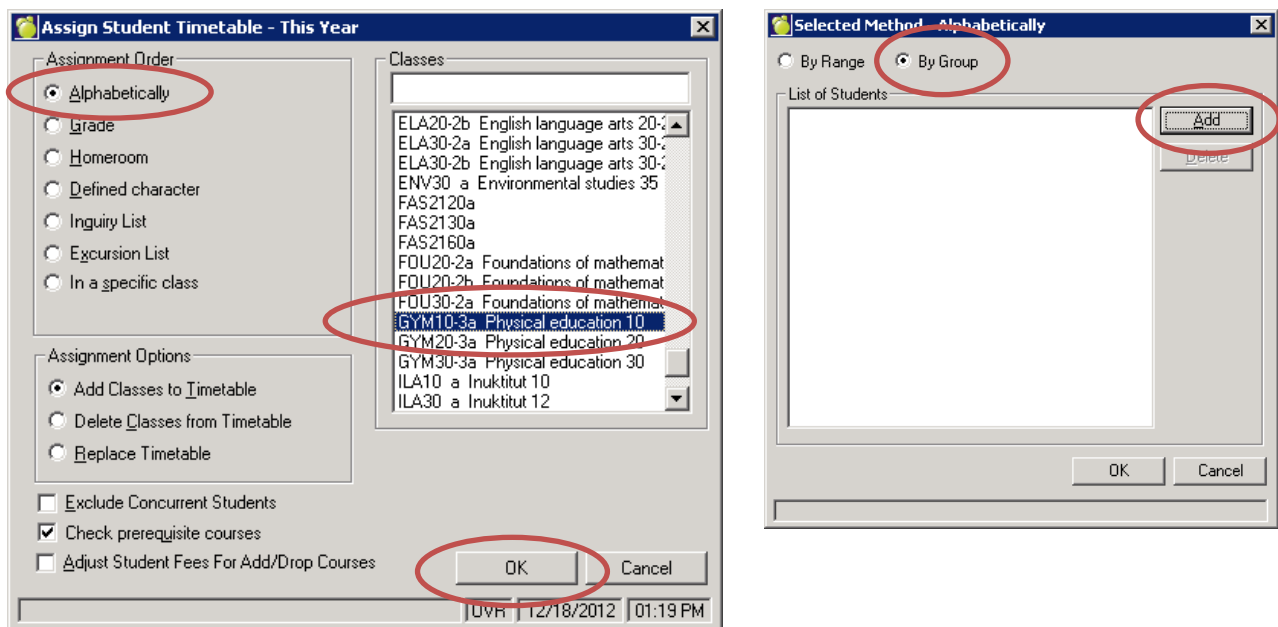 Assign Student Timetable - This Year
Assignment Order
Alphabetically
Grade
Homeroom
Defined character
Inquiry List
Excursion List
In a specific class
Assignment Options
Add Classes to Timetable
Delete Classes from Timetable
Replace Timetable
Exclude Concurrent Students
Check prerequisite courses
Adjust Student Fees For Add/Drop Courses
Classes
ELA20-2b English language arts 20-2
ELA30-2a English language arts 30-2
ELA30-2b English language arts 30-2
ENV30 a Environmental studies 35
FAS2120a
FAS2130a
FAS2160a
FOU20-2a Foundations of mathemat
FOU20-2b Foundations of mathemat
FOU30-2a Foundations of mathemat
GYM10-3a Physical education 10
GYM20-3a Physical education 20
GYM30-3a Physical education 30
ILA10 a Inuktitut 10
ILA30 a Inuktitut 12
OK Cancel
OVR 12/18/2012 01:19 PM
Selected Method - Alphabetically
By Range By Group
List of Students
Add
Delete
OK Cancel